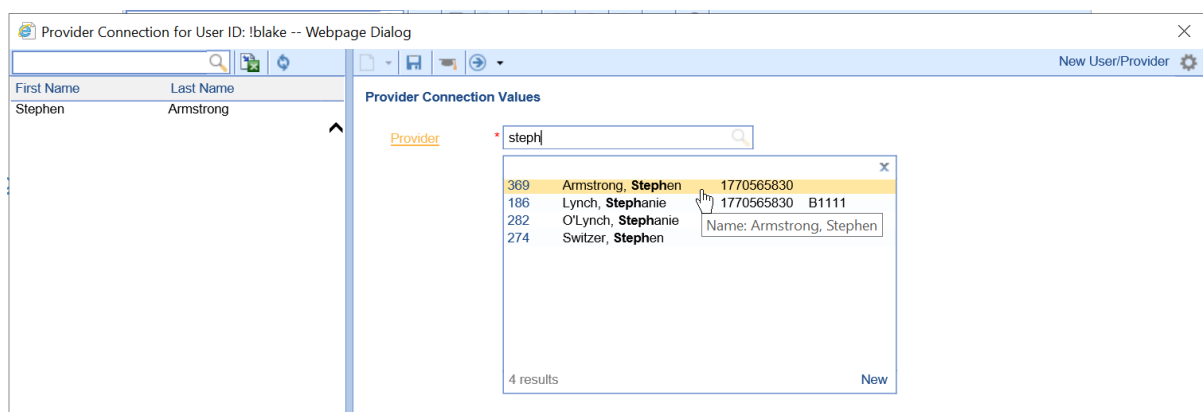 Provider Connection for User ID: !blake -- Webpage Dialog
New User/Provider
First Name Last Name
Stephen Armstrong
Provider Connection Values
Provider * steph
x
369 Armstrong, Stephen 1770565830
186 Lynch, Stephanie 1770565830 B1111
282 O'Lynch, Stephanie
274 Switzer, Stephen
Name: Armstrong, Stephen
4 results New